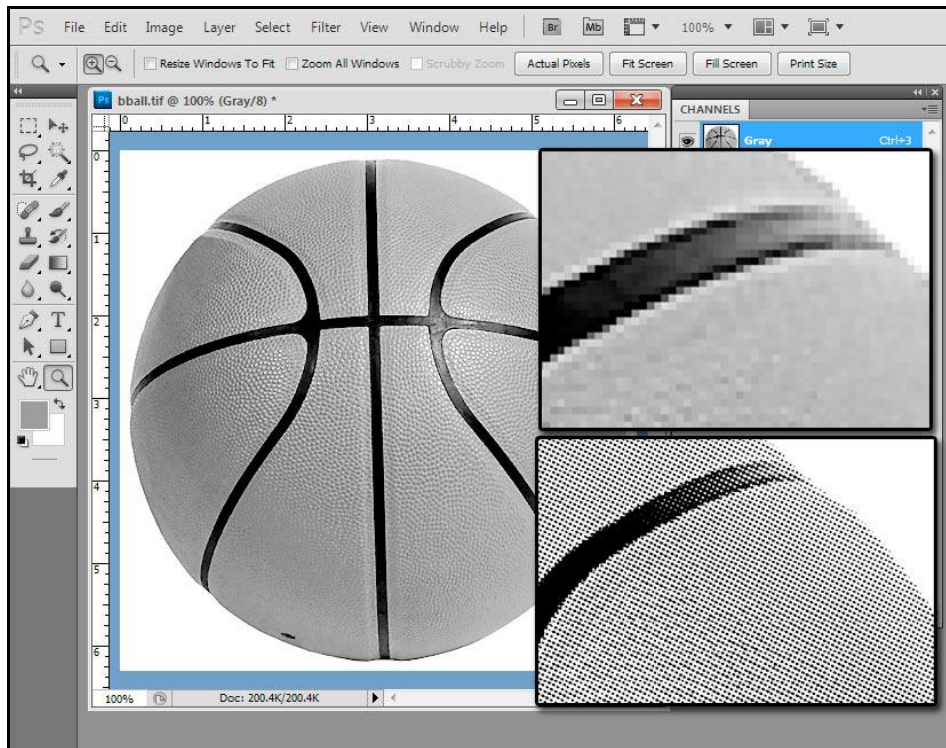 Ps File Edit Image Layer Select Filter View Window Help Br Mb 100%
Resize Windows To Fit Zoom All Windows Scrubby Zoom Actual Pixels Fit Screen Fill Screen Print Size
Ps bball.tif @ 100% (Gray/8) *
CHANNELS
0 1 2 3 4 5 6
Gray Ctrl+3
0
1
2
3
4
5
6
T
100% Doc: 200.4K/200.4K